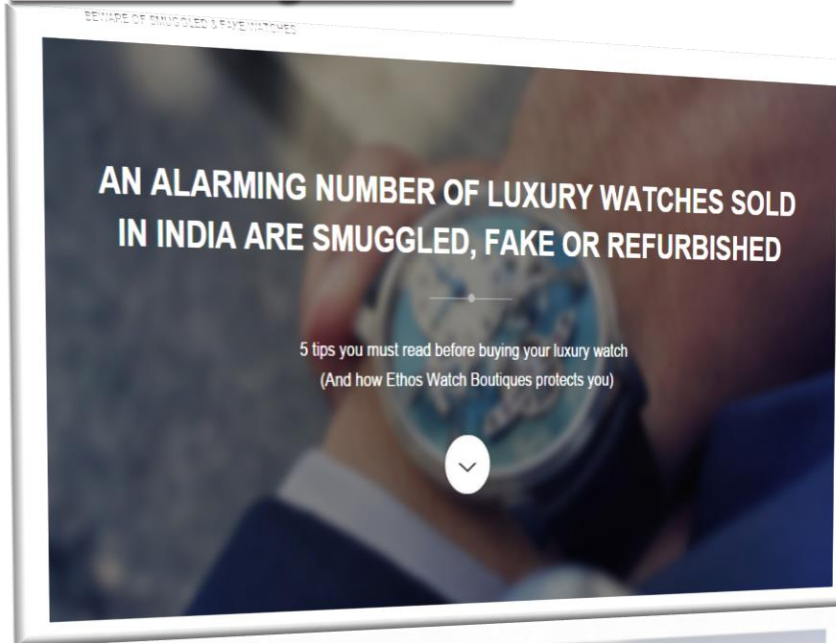 BEWARE OF SMUGGLED & FAKE WATCHES
AN ALARMING NUMBER OF LUXURY WATCHES SOLD
IN INDIA ARE SMUGGLED, FAKE OR REFURBISHED
5 tips you must read before buying your luxury watch
(And how Ethos Watch Boutiques protects you)